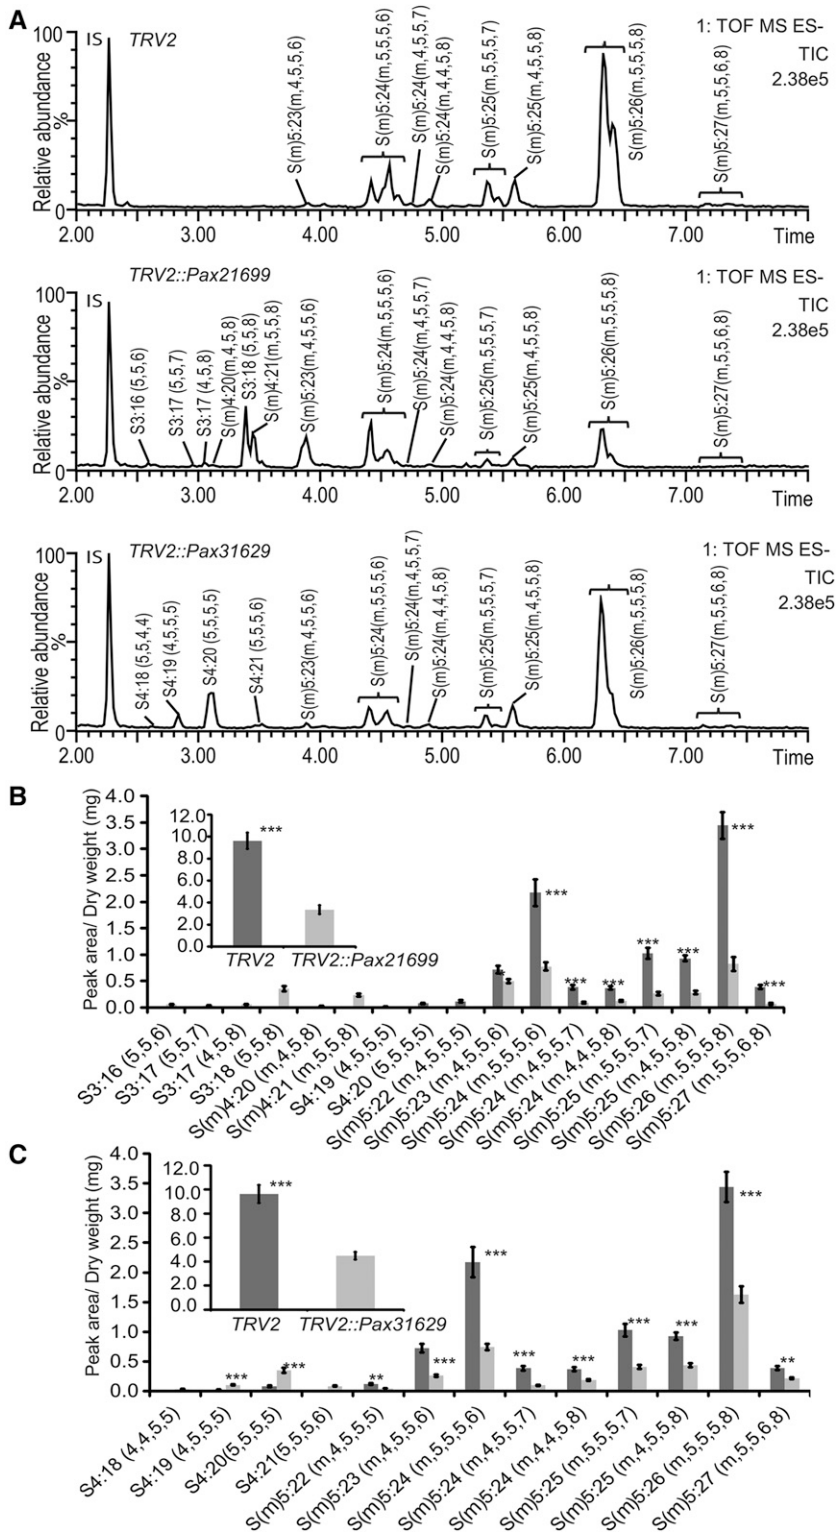 A
TRV2
1: TOF MS ES-
TIC
2.38e5
Relative abundance
%
100
0
IS
S(m)5:23(m,4,5,5,6)
S(m)5:24(m,5,5,5,6)
S(m)5:24(m,4,5,5,7)
S(m)5:24(m,4,4,5,8)
S(m)5:25(m,5,5,5,7)
S(m)5:25(m,4,5,5,8)
S(m)5:26(m,5,5,5,8)
S(m)5:27(m,5,5,6,8)
2.00 3.00 4.00 5.00 6.00 7.00
Time
TRV2::Pax21699
1: TOF MS ES-
TIC
2.38e5
Relative abundance
%
100
0
IS
S3:16 (5,5,6)
S3:17 (5,5,7)
S3:17 (4,5,8)
S(m)4:20(m,4,5,8)
S3:18 (5,5,8)
S(m)4:21(m,5,5,8)
S(m)5:23(m,4,5,5,6)
S(m)5:24(m,5,5,5,6)
S(m)5:24(m,4,5,5,7)
S(m)5:24(m,4,4,5,8)
S(m)5:25(m,5,5,5,7)
S(m)5:25(m,4,5,5,8)
S(m)5:26(m,5,5,5,8)
S(m)5:27(m,5,5,6,8)
2.00 3.00 4.00 5.00 6.00 7.00
Time
TRV2::Pax31629
1: TOF MS ES-
TIC
2.38e5
Relative abundance
%
100
0
IS
S4:18 (5,5,4,4)
S4:19 (4,5,5,5)
S4:20 (5,5,5,5)
S4:21 (5,5,5,6)
S(m)5:23(m,4,5,5,6)
S(m)5:24(m,5,5,5,6)
S(m)5:24(m,4,5,5,7)
S(m)5:24(m,4,4,5,8)
S(m)5:25(m,5,5,5,7)
S(m)5:25(m,4,5,5,8)
S(m)5:26(m,5,5,5,8)
S(m)5:27(m,5,5,6,8)
2.00 3.00 4.00 5.00 6.00 7.00
Time
B
Peak area/ Dry weight (mg)
4.0
3.5
3.0
2.5
2.0
1.5
1.0
0.5
0.0
12.0
10.0
8.0
6.0
4.0
2.0
0.0
***
TRV2 TRV2::Pax21699
*** *** *** *** *** *** ***
S3:16 (5,5,6)
S3:17 (5,5,7)
S3:17 (4,5,8)
S3:18 (5,5,8)
S(m)4:20 (m,4,5,8)
S(m)4:21 (m,5,5,8)
S4:19 (4,5,5,5)
S4:20 (5,5,5,5)
S(m)5:22 (m,4,5,5,5)
S(m)5:23 (m,4,5,5,6)
S(m)5:24 (m,5,5,5,6)
S(m)5:24 (m,4,5,5,7)
S(m)5:24 (m,4,4,5,8)
S(m)5:25 (m,5,5,5,7)
S(m)5:25 (m,4,5,5,8)
S(m)5:26 (m,5,5,5,8)
S(m)5:27 (m,5,5,6,8)
C
Peak area/ Dry weight (mg)
4.0
3.5
3.0
2.5
2.0
1.5
1.0
0.5
0.0
12.0
10.0
8.0
6.0
4.0
2.0
0.0
***
TRV2 TRV2::Pax31629
*** *** ** *** *** *** *** *** *** *** **
S4:18 (4,4,5,5)
S4:19 (4,5,5,5)
S4:20(5,5,5,5)
S4:21(5,5,5,6)
S(m)5:22 (m,4,5,5,5)
S(m)5:23 (m,4,5,5,6)
S(m)5:24 (m,5,5,5,6)
S(m)5:24 (m,4,5,5,7)
S(m)5:24 (m,4,4,5,8)
S(m)5:25 (m,5,5,5,7)
S(m)5:25 (m,4,5,5,8)
S(m)5:26 (m,5,5,5,8)
S(m)5:27 (m,5,5,6,8)